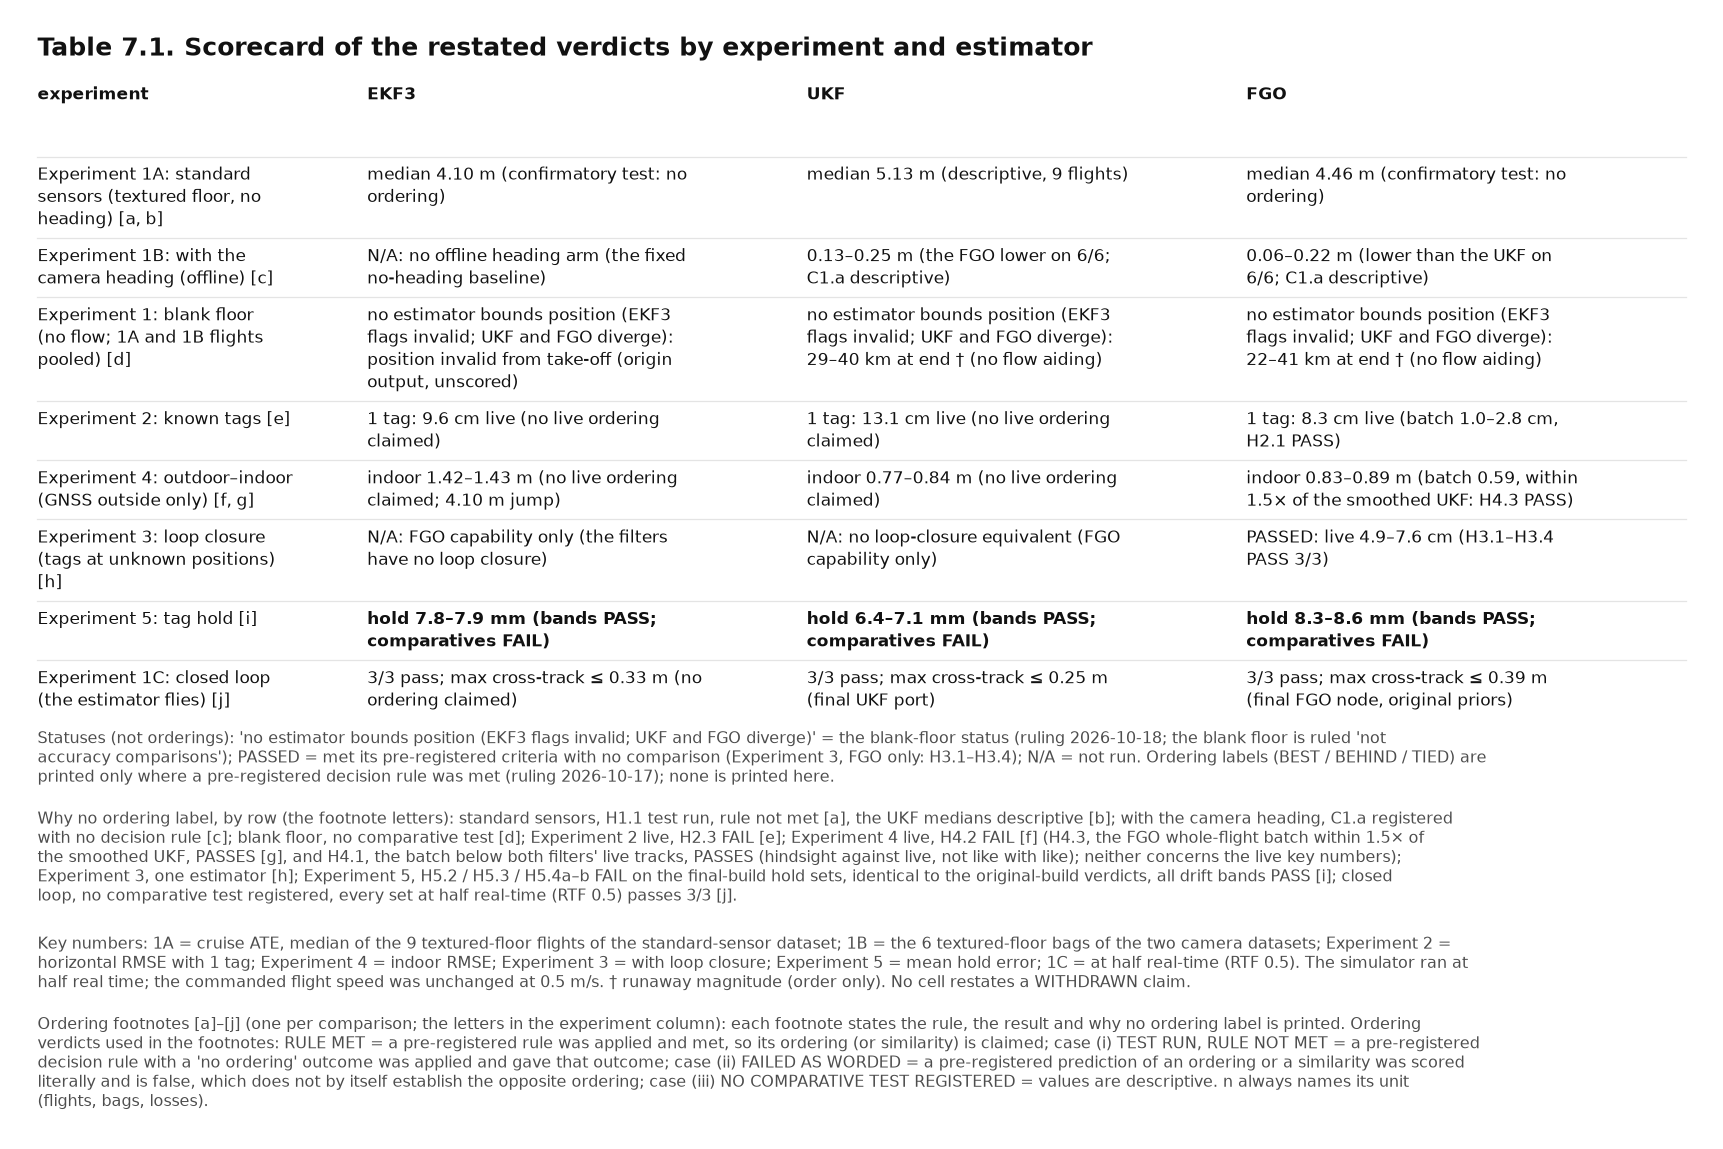 Table 7.1. Scorecard of the restated verdicts by experiment and estimator
experiment
EKF3
UKF
FGO
Experiment 1A: standard
sensors (textured floor, no
heading) [a, b]
median 4.10 m (confirmatory test: no
ordering)
median 5.13 m (descriptive, 9 flights)
median 4.46 m (confirmatory test: no
ordering)
Experiment 1B: with the
camera heading (offline) [c]
N/A: no offline heading arm (the fixed
no-heading baseline)
0.13–0.25 m (the FGO lower on 6/6;
C1.a descriptive)
0.06–0.22 m (lower than the UKF on
6/6; C1.a descriptive)
Experiment 1: blank floor
(no flow; 1A and 1B flights
pooled) [d]
no estimator bounds position (EKF3
flags invalid; UKF and FGO diverge):
position invalid from take-off (origin
output, unscored)
no estimator bounds position (EKF3
flags invalid; UKF and FGO diverge):
29–40 km at end † (no flow aiding)
no estimator bounds position (EKF3
flags invalid; UKF and FGO diverge):
22–41 km at end † (no flow aiding)
Experiment 2: known tags [e]
1 tag: 9.6 cm live (no live ordering
claimed)
1 tag: 13.1 cm live (no live ordering
claimed)
1 tag: 8.3 cm live (batch 1.0–2.8 cm,
H2.1 PASS)
Experiment 4: outdoor–indoor
(GNSS outside only) [f, g]
indoor 1.42–1.43 m (no live ordering
claimed; 4.10 m jump)
indoor 0.77–0.84 m (no live ordering
claimed)
indoor 0.83–0.89 m (batch 0.59, within
1.5× of the smoothed UKF: H4.3 PASS)
Experiment 3: loop closure
(tags at unknown positions)
[h]
N/A: FGO capability only (the filters
have no loop closure)
N/A: no loop-closure equivalent (FGO
capability only)
PASSED: live 4.9–7.6 cm (H3.1–H3.4
PASS 3/3)
Experiment 5: tag hold [i]
hold 7.8–7.9 mm (bands PASS;
comparatives FAIL)
hold 6.4–7.1 mm (bands PASS;
comparatives FAIL)
hold 8.3–8.6 mm (bands PASS;
comparatives FAIL)
Experiment 1C: closed loop
(the estimator flies) [j]
3/3 pass; max cross-track ≤ 0.33 m (no
ordering claimed)
3/3 pass; max cross-track ≤ 0.25 m
(final UKF port)
3/3 pass; max cross-track ≤ 0.39 m
(final FGO node, original priors)
Statuses (not orderings): 'no estimator bounds position (EKF3 flags invalid; UKF and FGO diverge)' = the blank-floor status (ruling 2026-10-18; the blank floor is ruled 'not
accuracy comparisons'); PASSED = met its pre-registered criteria with no comparison (Experiment 3, FGO only: H3.1–H3.4); N/A = not run. Ordering labels (BEST / BEHIND / TIED) are
printed only where a pre-registered decision rule was met (ruling 2026-10-17); none is printed here.
Why no ordering label, by row (the footnote letters): standard sensors, H1.1 test run, rule not met [a], the UKF medians descriptive [b]; with the camera heading, C1.a registered
with no decision rule [c]; blank floor, no comparative test [d]; Experiment 2 live, H2.3 FAIL [e]; Experiment 4 live, H4.2 FAIL [f] (H4.3, the FGO whole-flight batch within 1.5× of
the smoothed UKF, PASSES [g], and H4.1, the batch below both filters' live tracks, PASSES (hindsight against live, not like with like); neither concerns the live key numbers);
Experiment 3, one estimator [h]; Experiment 5, H5.2 / H5.3 / H5.4a–b FAIL on the final-build hold sets, identical to the original-build verdicts, all drift bands PASS [i]; closed
loop, no comparative test registered, every set at half real-time (RTF 0.5) passes 3/3 [j].
Key numbers: 1A = cruise ATE, median of the 9 textured-floor flights of the standard-sensor dataset; 1B = the 6 textured-floor bags of the two camera datasets; Experiment 2 =
horizontal RMSE with 1 tag; Experiment 4 = indoor RMSE; Experiment 3 = with loop closure; Experiment 5 = mean hold error; 1C = at half real-time (RTF 0.5). The simulator ran at
half real time; the commanded flight speed was unchanged at 0.5 m/s. † runaway magnitude (order only). No cell restates a WITHDRAWN claim.
Ordering footnotes [a]–[j] (one per comparison; the letters in the experiment column): each footnote states the rule, the result and why no ordering label is printed. Ordering
verdicts used in the footnotes: RULE MET = a pre-registered rule was applied and met, so its ordering (or similarity) is claimed; case (i) TEST RUN, RULE NOT MET = a pre-registered
decision rule with a 'no ordering' outcome was applied and gave that outcome; case (ii) FAILED AS WORDED = a pre-registered prediction of an ordering or a similarity was scored
literally and is false, which does not by itself establish the opposite ordering; case (iii) NO COMPARATIVE TEST REGISTERED = values are descriptive. n always names its unit
(flights, bags, losses).